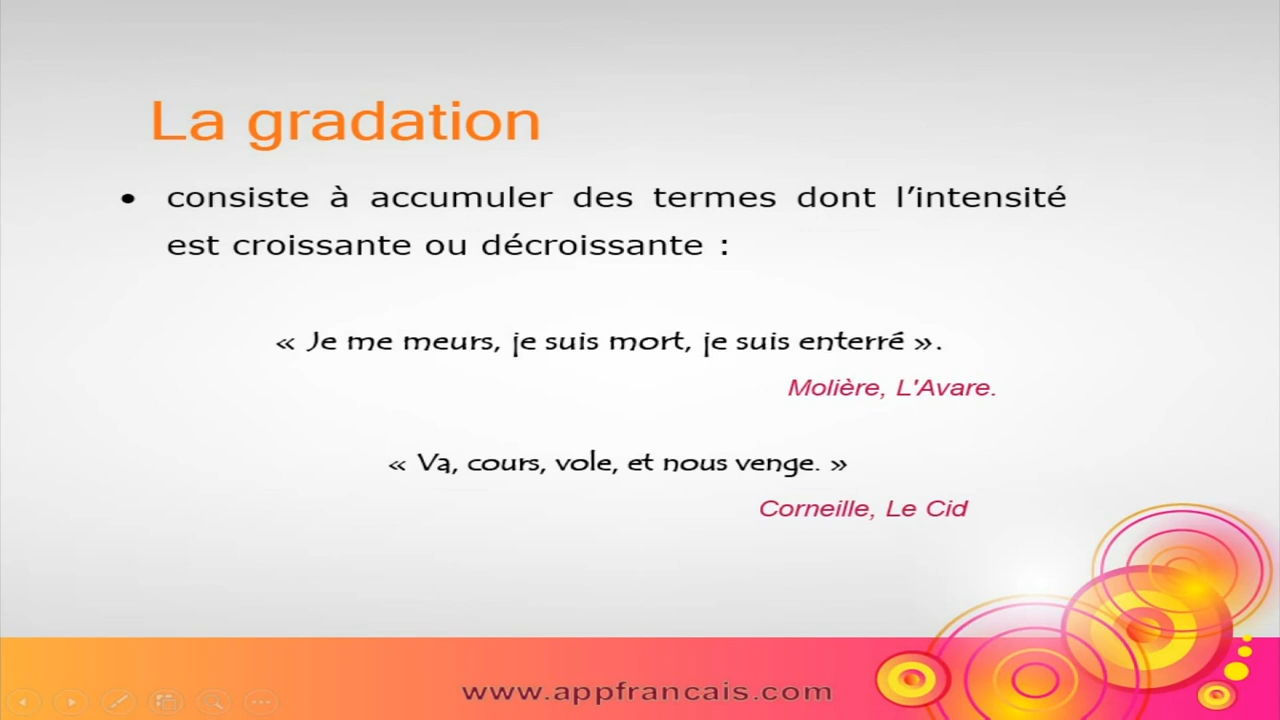 La gradation
• consiste à accumuler des termes dont l’intensité
est croissante ou décroissante :
« Je me meurs, je suis mort, je suis enterré ».
Molière, L'Avare.
« Va, cours, vole, et nous venge. »
Corneille, Le Cid
www.appfrancais.com